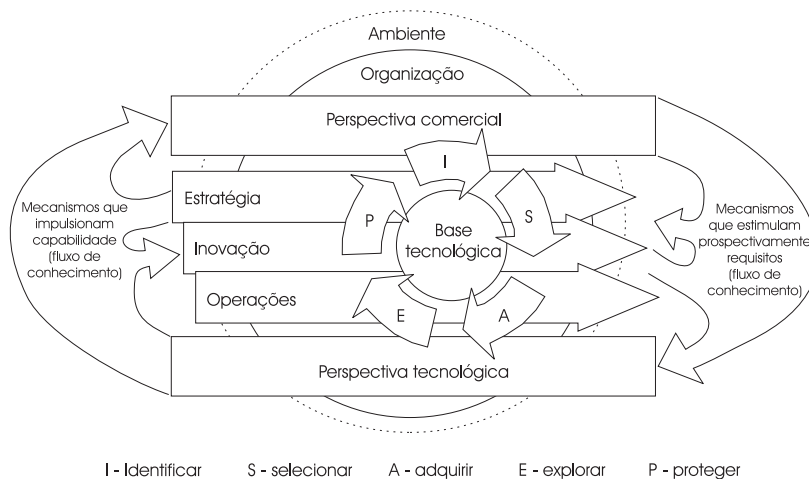 Ambiente
Organização
Perspectiva comercial
I
Estratégia
P
S
Mecanismos que
impulsionam
capabilidade
(fluxo de
conhecimento)
Base
tecnológica
Mecanismos
que estimulam
prospectivamente
requisitos
(fluxo de
conhecimento)
Inovação
Operações
E
A
Perspectiva tecnológica
I - Identificar S - selecionar A - adquirir E - explorar P - proteger